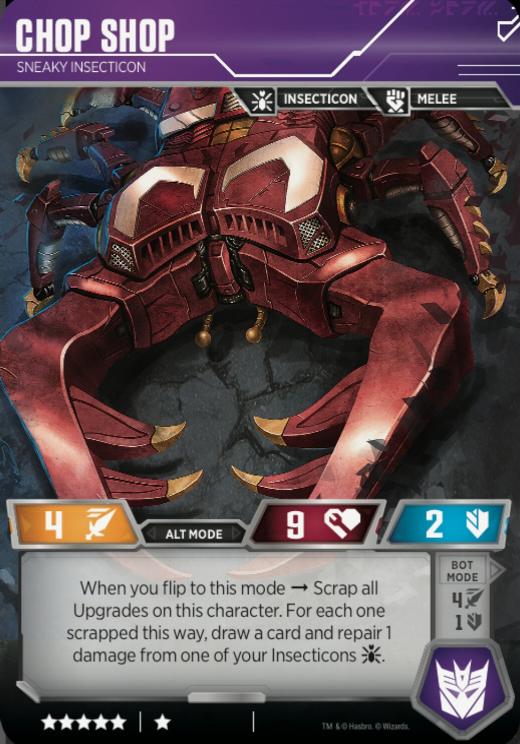 CHOP SHOP
SNEAKY INSECTICON
INSECTICON
MELEE
4
ALT MODE
9
2
When you flip to this mode → Scrap all
Upgrades on this character. For each one
scrapped this way, draw a card and repair 1
damage from one of your Insecticons.
BOT
MODE
4
1
TM & © Hasbro. © Wizards.